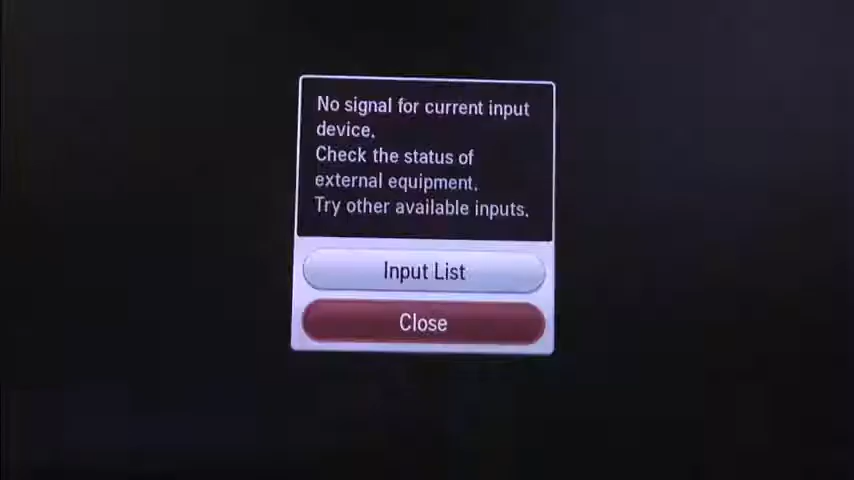 No signal for current input
device.
Check the status of
external equipment.
Try other available inputs.
Input List
Close